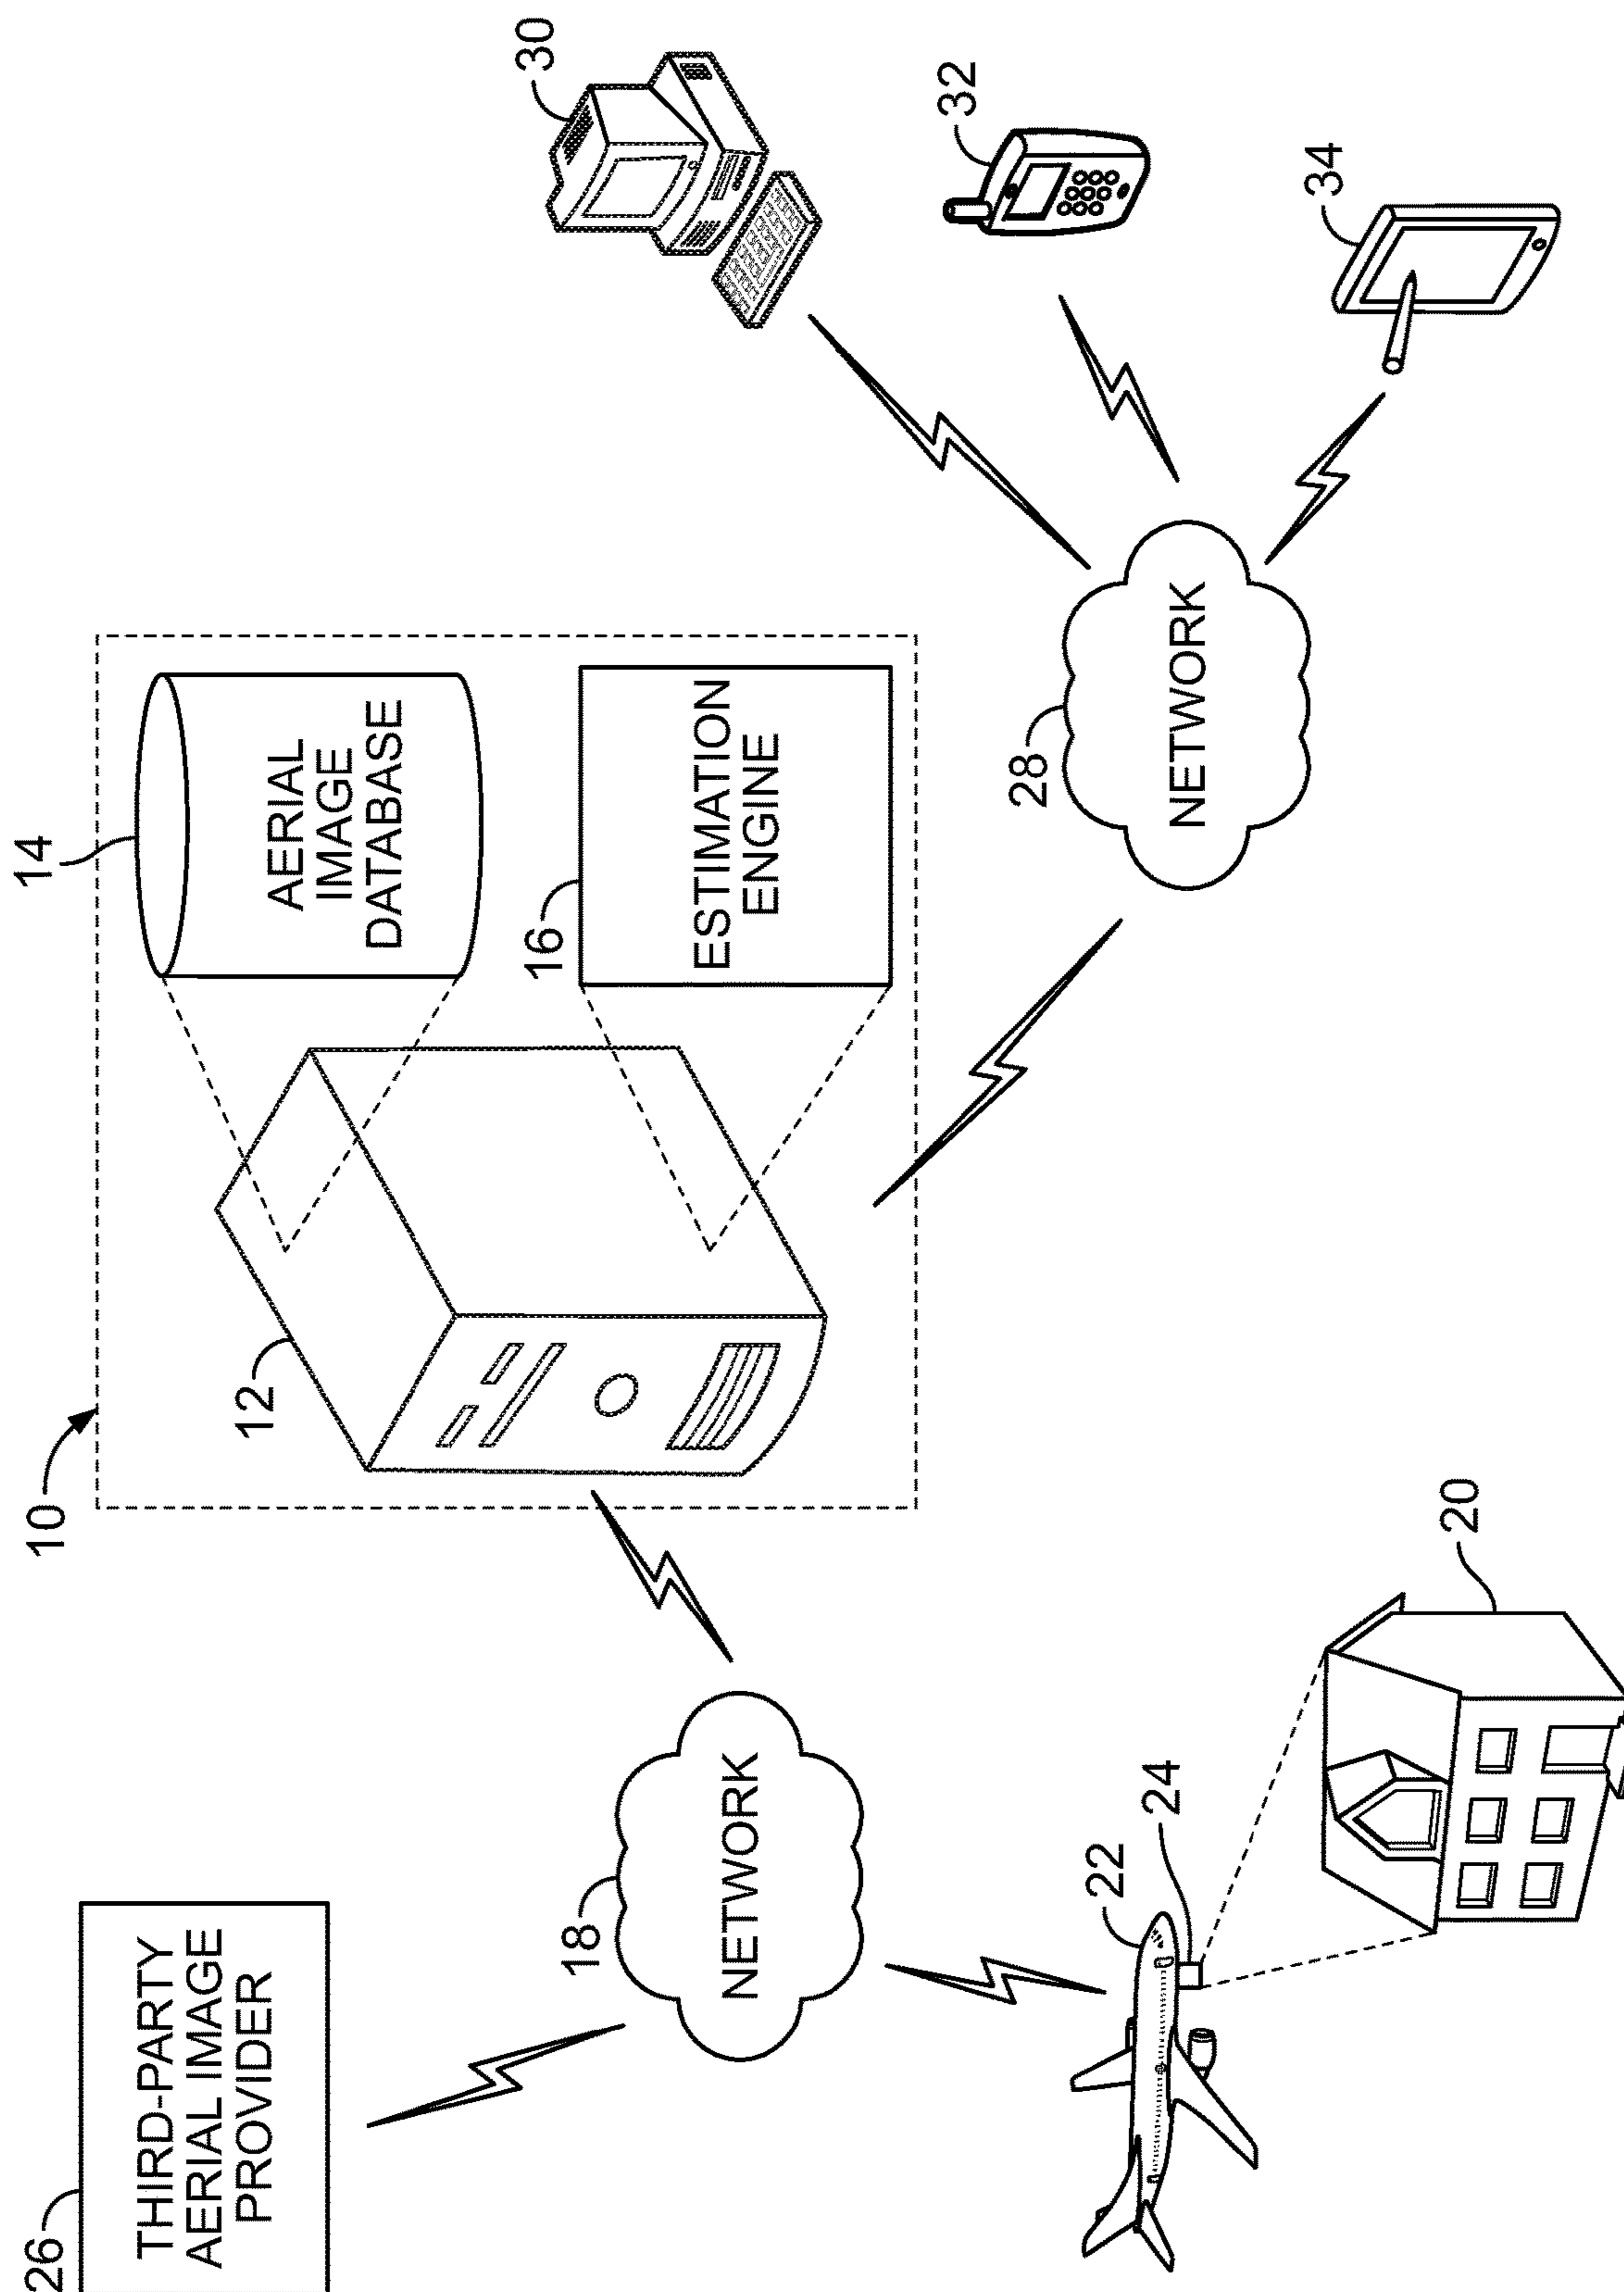 26
THIRD-PARTY
AERIAL IMAGE
PROVIDER
10
12
14
AERIAL
IMAGE
DATABASE
16
ESTIMATION
ENGINE
30
18
NETWORK
28
NETWORK
32
34
22
24
20